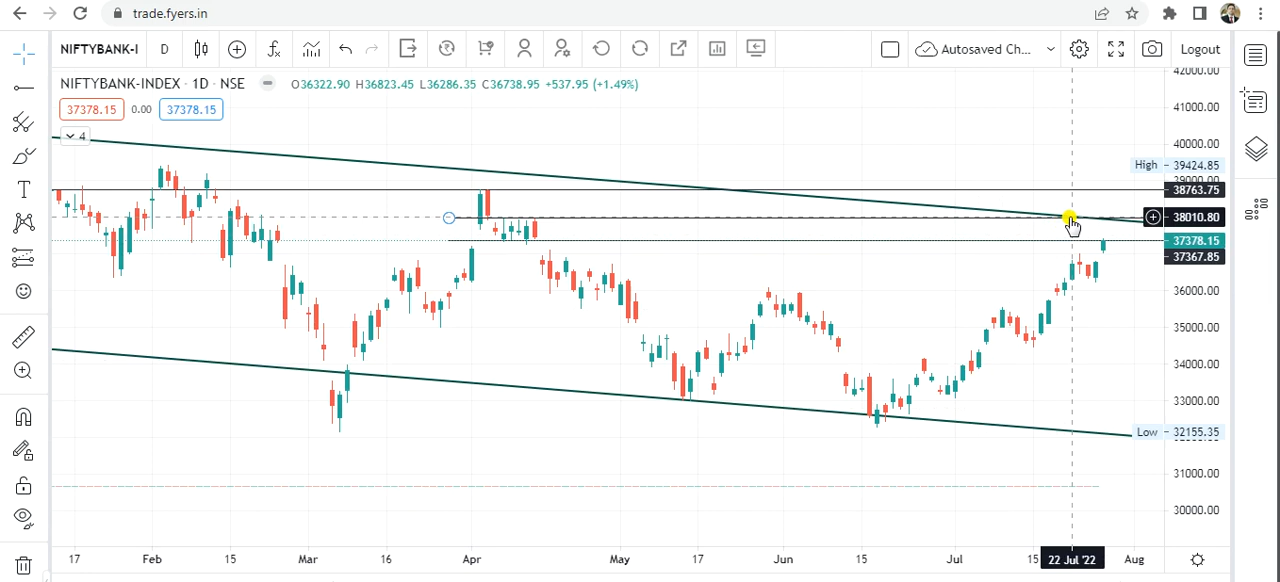 trade.fyers.in
NIFTYBANK-I D Autosaved Ch... Logout
NIFTYBANK-INDEX · 1D · NSE O36322.90 H36823.45 L36286.35 C36738.95 +537.95 (+1.49%)
37378.15 0.00 37378.15
4
42000.00
41000.00
40000.00
High 39424.85
39000.00
38763.75
38010.80
37378.15
37367.85
36000.00
35000.00
34000.00
33000.00
Low 32155.35
31000.00
30000.00
17 Feb 15 Mar 16 Apr May 17 Jun 15 Jul 15 22 Jul '22 Aug